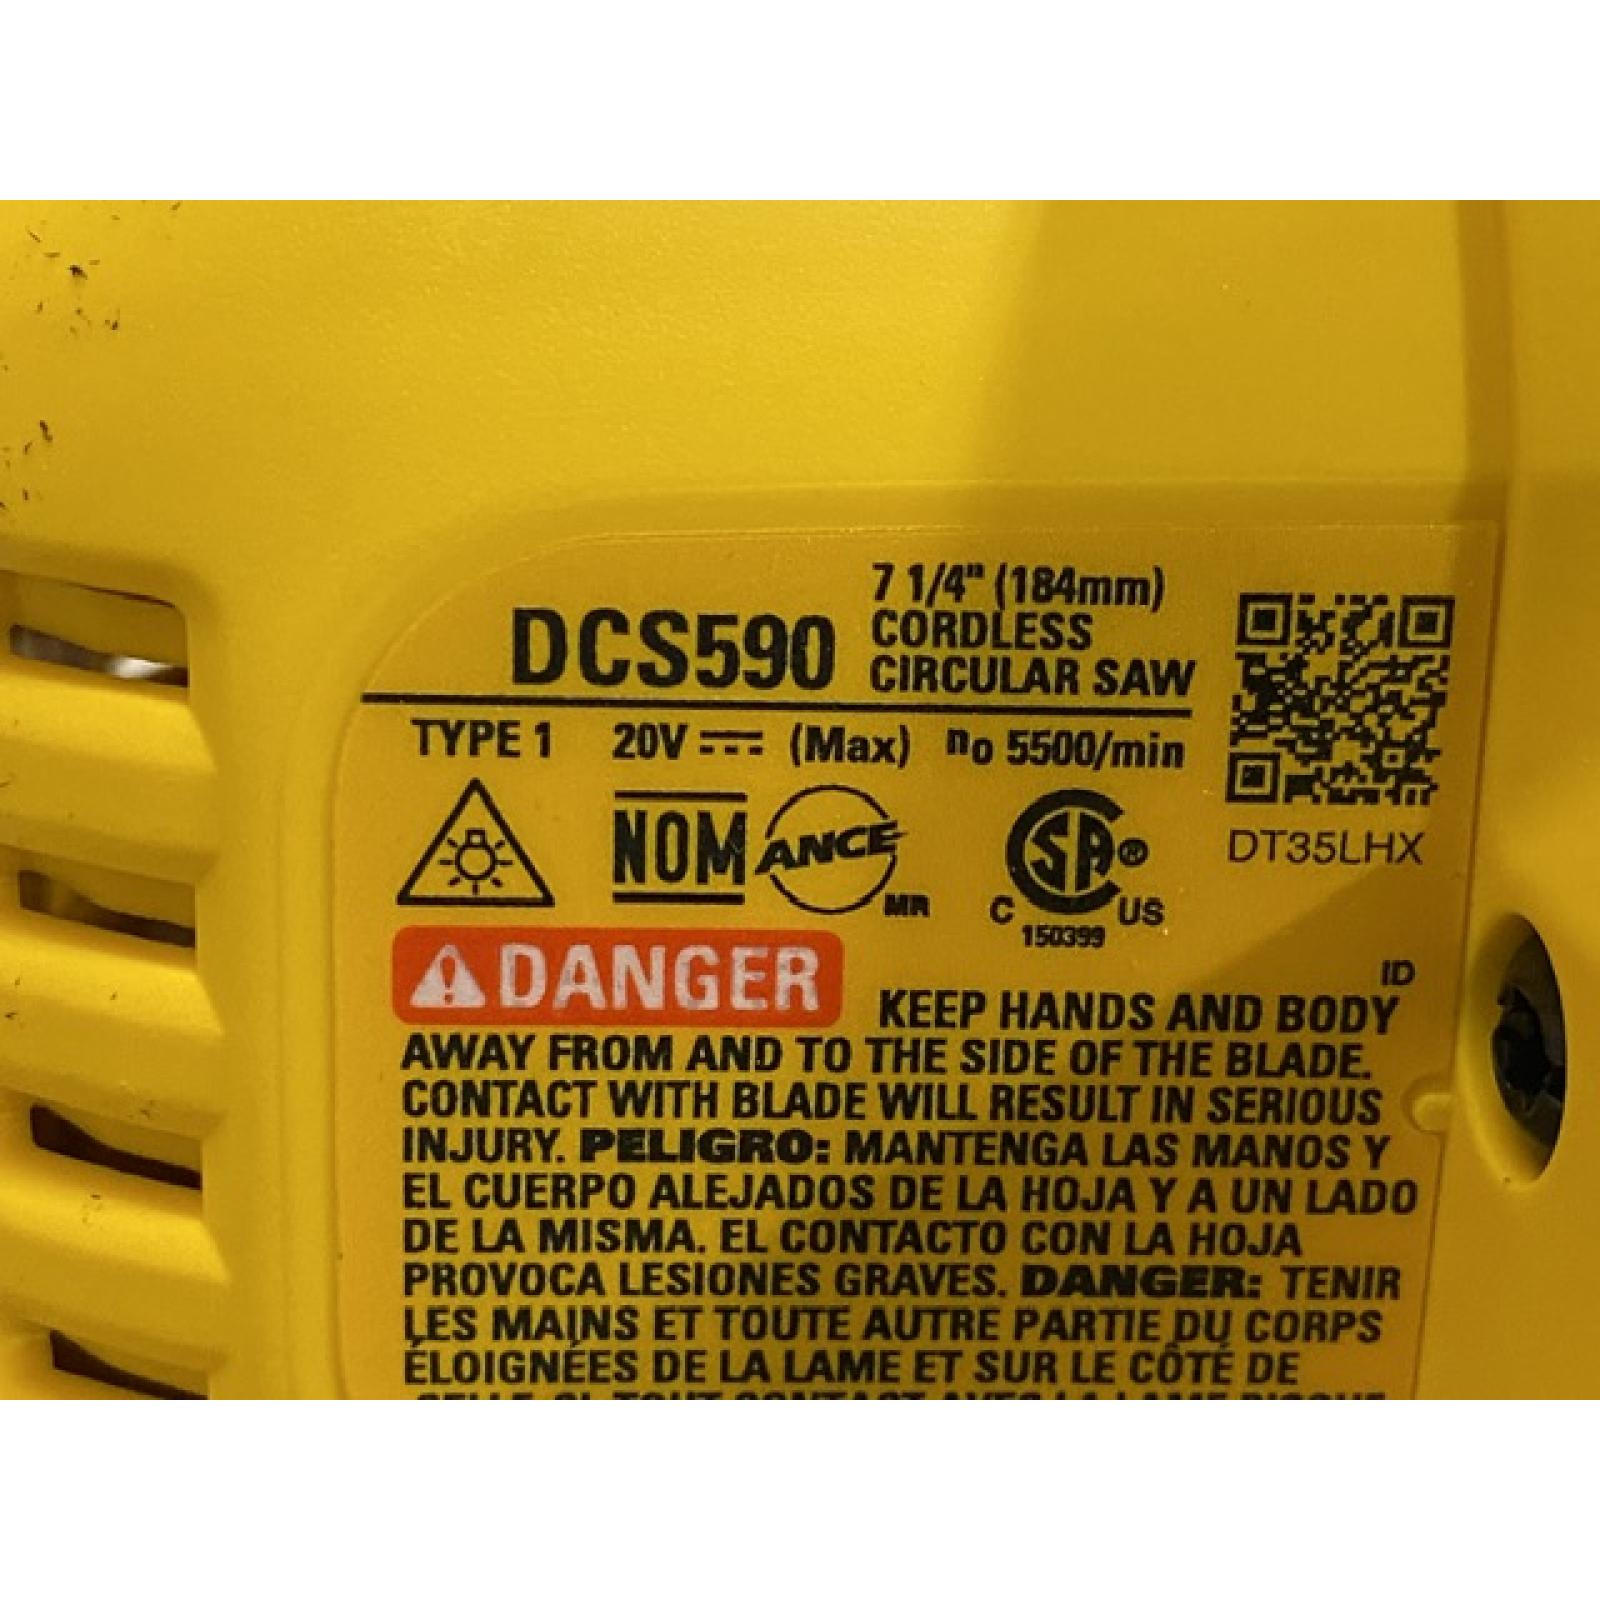 DCS590
7 1/4" (184mm)
CORDLESS
CIRCULAR SAW
TYPE 1 20V ⎓ (Max) n₀ 5500/min
NOM ANCE MR
CSA® C US
150399
DT35LHX
ID
DANGER KEEP HANDS AND BODY
AWAY FROM AND TO THE SIDE OF THE BLADE.
CONTACT WITH BLADE WILL RESULT IN SERIOUS
INJURY. PELIGRO: MANTENGA LAS MANOS Y
EL CUERPO ALEJADOS DE LA HOJA Y A UN LADO
DE LA MISMA. EL CONTACTO CON LA HOJA
PROVOCA LESIONES GRAVES. DANGER: TENIR
LES MAINS ET TOUTE AUTRE PARTIE DU CORPS
ÉLOIGNÉES DE LA LAME ET SUR LE CÔTÉ DE